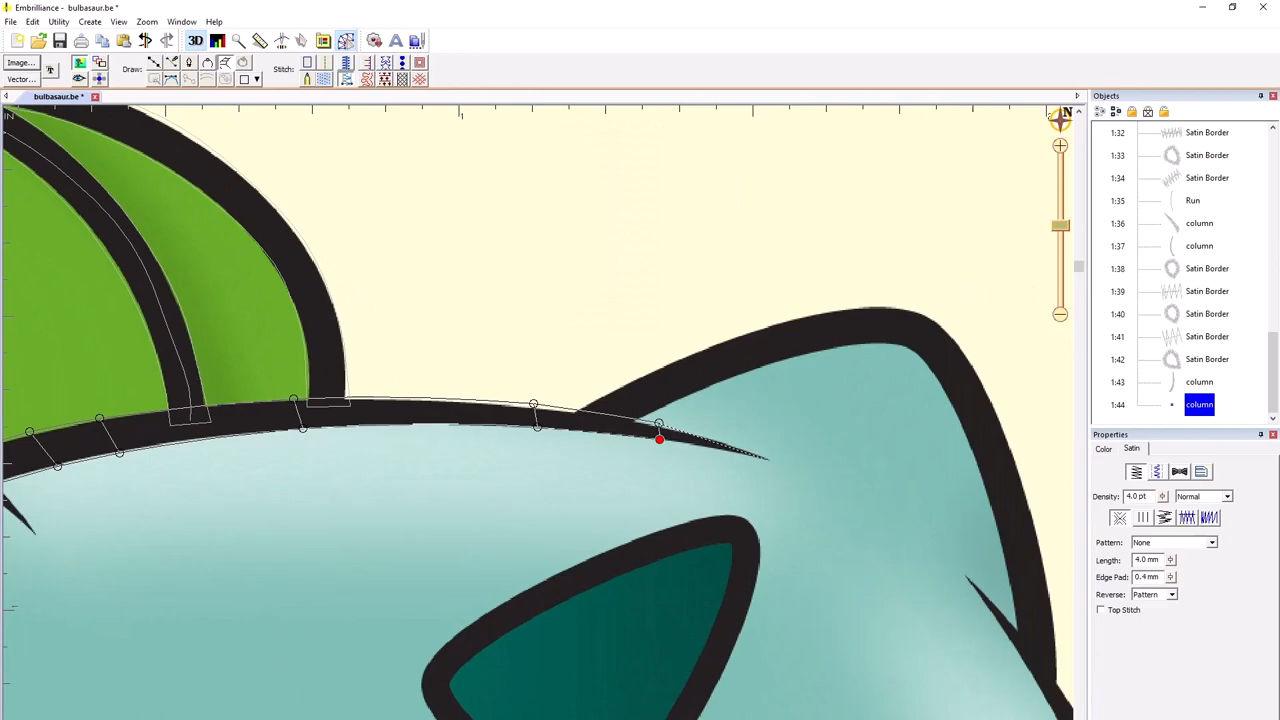 Embrilliance - bulbasaur.be *
File Edit Utility Create View Zoom Window Help
3D A
Image... T Draw: Stitch:
Vector...
bulbasaur.be *
IN 1 N
Objects
1:32 Satin Border
1:33 Satin Border
1:34 Satin Border
1:35 Run
1:36 column
1:37 column
1:38 Satin Border
1:39 Satin Border
1:40 Satin Border
1:41 Satin Border
1:42 Satin Border
1:43 column
1:44 column
Properties
Color Satin
Density: 4.0 pt Normal
Pattern: None
Length: 4.0 mm
Edge Pad: 0.4 mm
Reverse: Pattern
Top Stitch